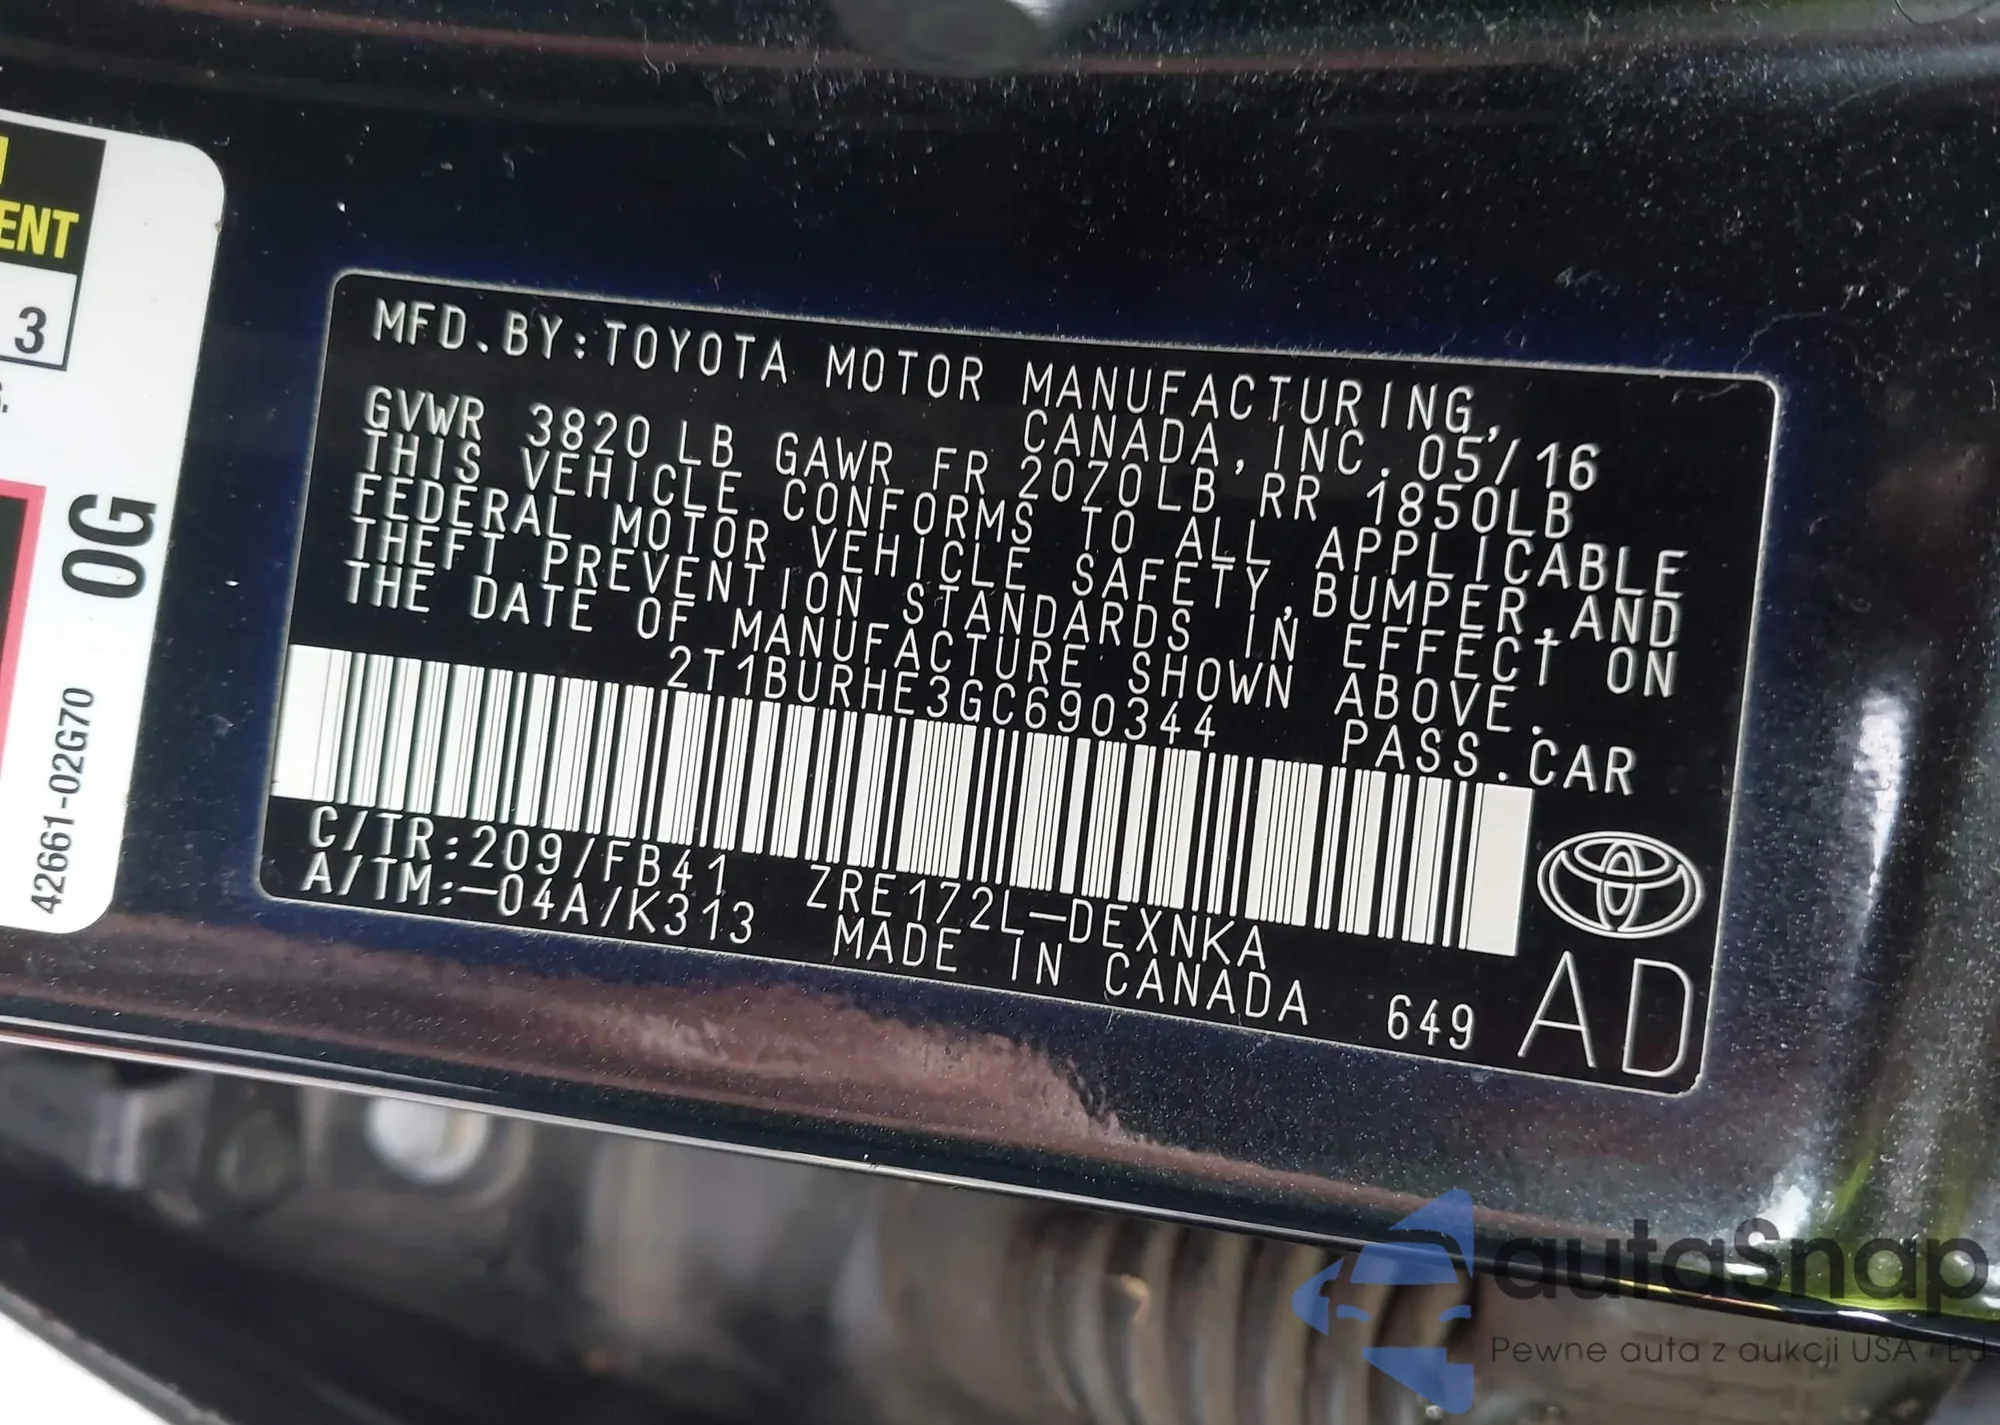 ENT
3
0G
42661-02G70
MFD.BY:TOYOTA MOTOR MANUFACTURING,
CANADA, INC. 05/16
GVWR 3820 LB GAWR FR 2070LB RR 1850LB
THIS VEHICLE CONFORMS TO ALL APPLICABLE
FEDERAL MOTOR VEHICLE SAFETY,BUMPER,AND
THEFT PREVENTION STANDARDS IN EFFECT ON
THE DATE OF MANUFACTURE SHOWN ABOVE.
2T1BURHE3GC690344 PASS.CAR
C/TR:209/FB41 ZRE172L-DEXNKA
A/TM:-04A/K313 MADE IN CANADA 649 AD
autaSnap
Pewne auta z aukcji USA i EU